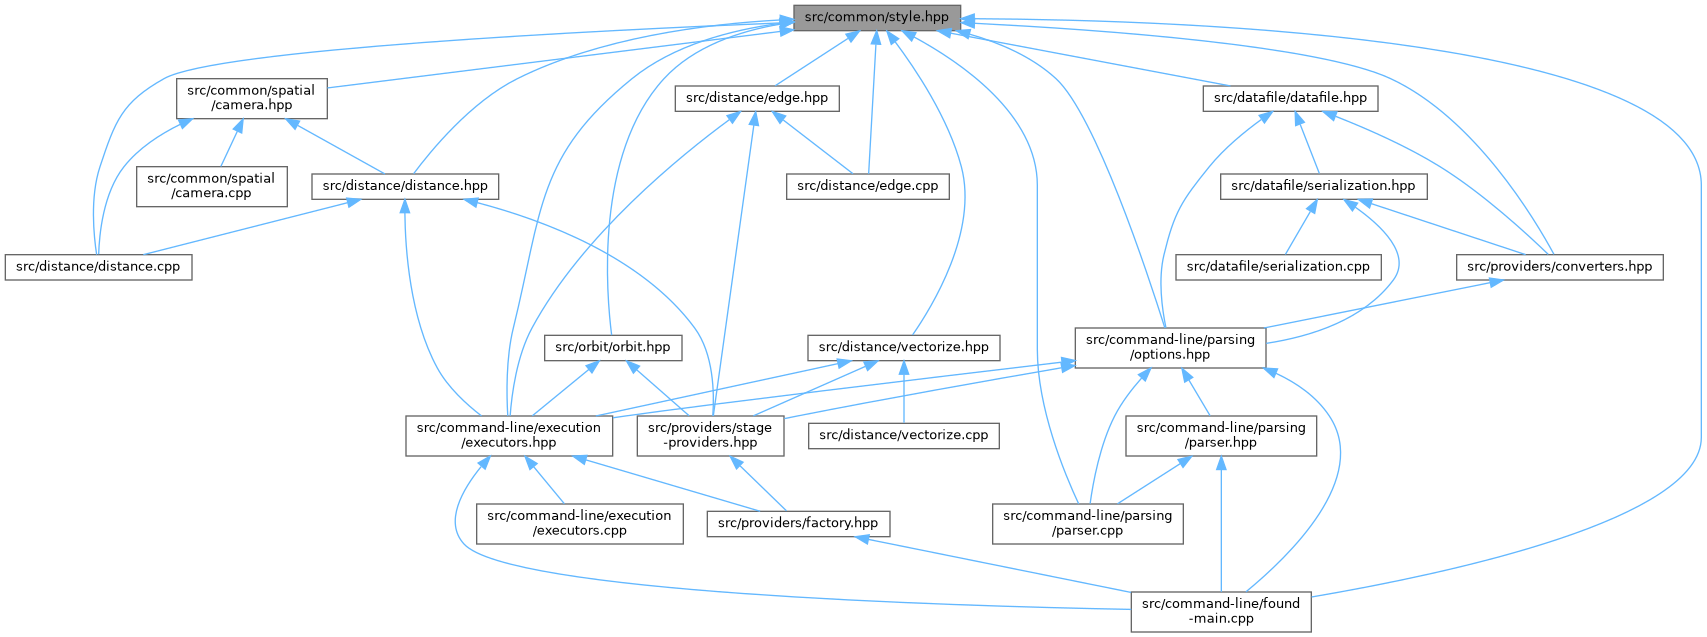 src/common/style.hpp
src/common/spatial
/camera.hpp
src/distance/edge.hpp
src/datafile/datafile.hpp
src/common/spatial
/camera.cpp
src/distance/distance.hpp
src/distance/edge.cpp
src/datafile/serialization.hpp
src/distance/distance.cpp
src/datafile/serialization.cpp
src/providers/converters.hpp
src/orbit/orbit.hpp
src/distance/vectorize.hpp
src/command-line/parsing
/options.hpp
src/command-line/execution
/executors.hpp
src/providers/stage
-providers.hpp
src/distance/vectorize.cpp
src/command-line/parsing
/parser.hpp
src/command-line/execution
/executors.cpp
src/providers/factory.hpp
src/command-line/parsing
/parser.cpp
src/command-line/found
-main.cpp